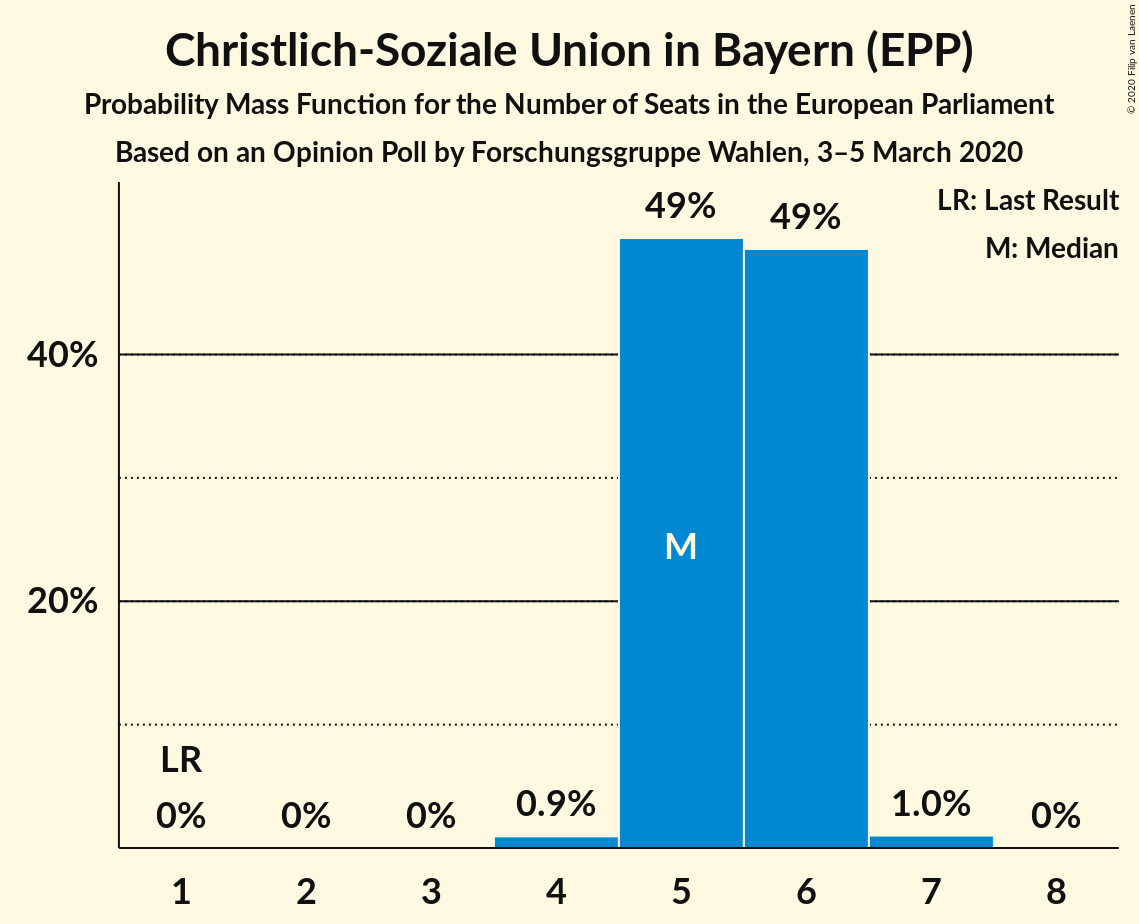 Christlich-Soziale Union in Bayern (EPP)
Probability Mass Function for the Number of Seats in the European Parliament
Based on an Opinion Poll by Forschungsgruppe Wahlen, 3–5 March 2020
© 2020 Filip van Laenen
LR: Last Result
M: Median
49%
49%
40%
M
20%
LR
0%
0%
0%
0.9%
1.0%
0%
1
2
3
4
5
6
7
8